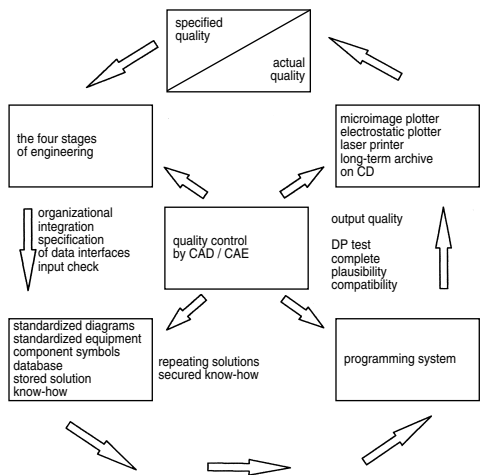 specified
quality
actual
quality
the four stages
of engineering
microimage plotter
electrostatic plotter
laser printer
long-term archive
on CD
organizational
integration
specification
of data interfaces
input check
quality control
by CAD / CAE
output quality
DP test
complete
plausibility
compatibility
standardized diagrams
standardized equipment
component symbols
database
stored solution
know-how
repeating solutions
secured know-how
programming system